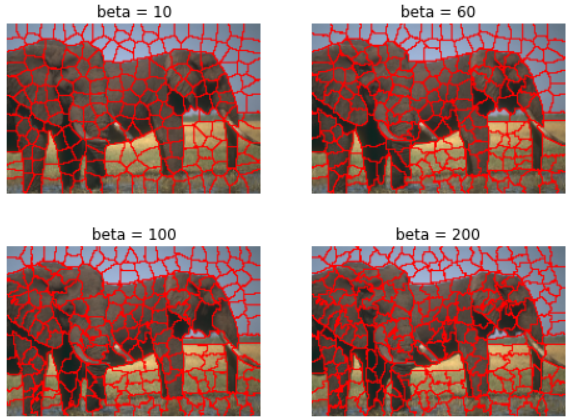 beta = 10
beta = 60
beta = 100
beta = 200